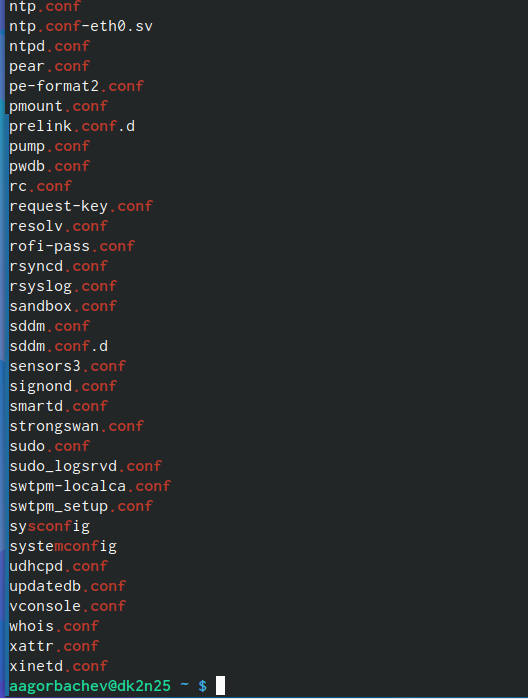 ntp.conf
ntp.conf-eth0.sv
ntpd.conf
pear.conf
pe-format2.conf
pmount.conf
prelink.conf.d
pump.conf
pwdb.conf
rc.conf
request-key.conf
resolv.conf
rofi-pass.conf
rsyncd.conf
rsyslog.conf
sandbox.conf
sddm.conf
sddm.conf.d
sensors3.conf
signond.conf
smartd.conf
strongswan.conf
sudo.conf
sudo_logsrvd.conf
swtpm-localca.conf
swtpm_setup.conf
sysconfig
systemconfig
udhcpd.conf
updatedb.conf
vconsole.conf
whois.conf
xattr.conf
xinetd.conf
aagorbachev@dk2n25 ~ $